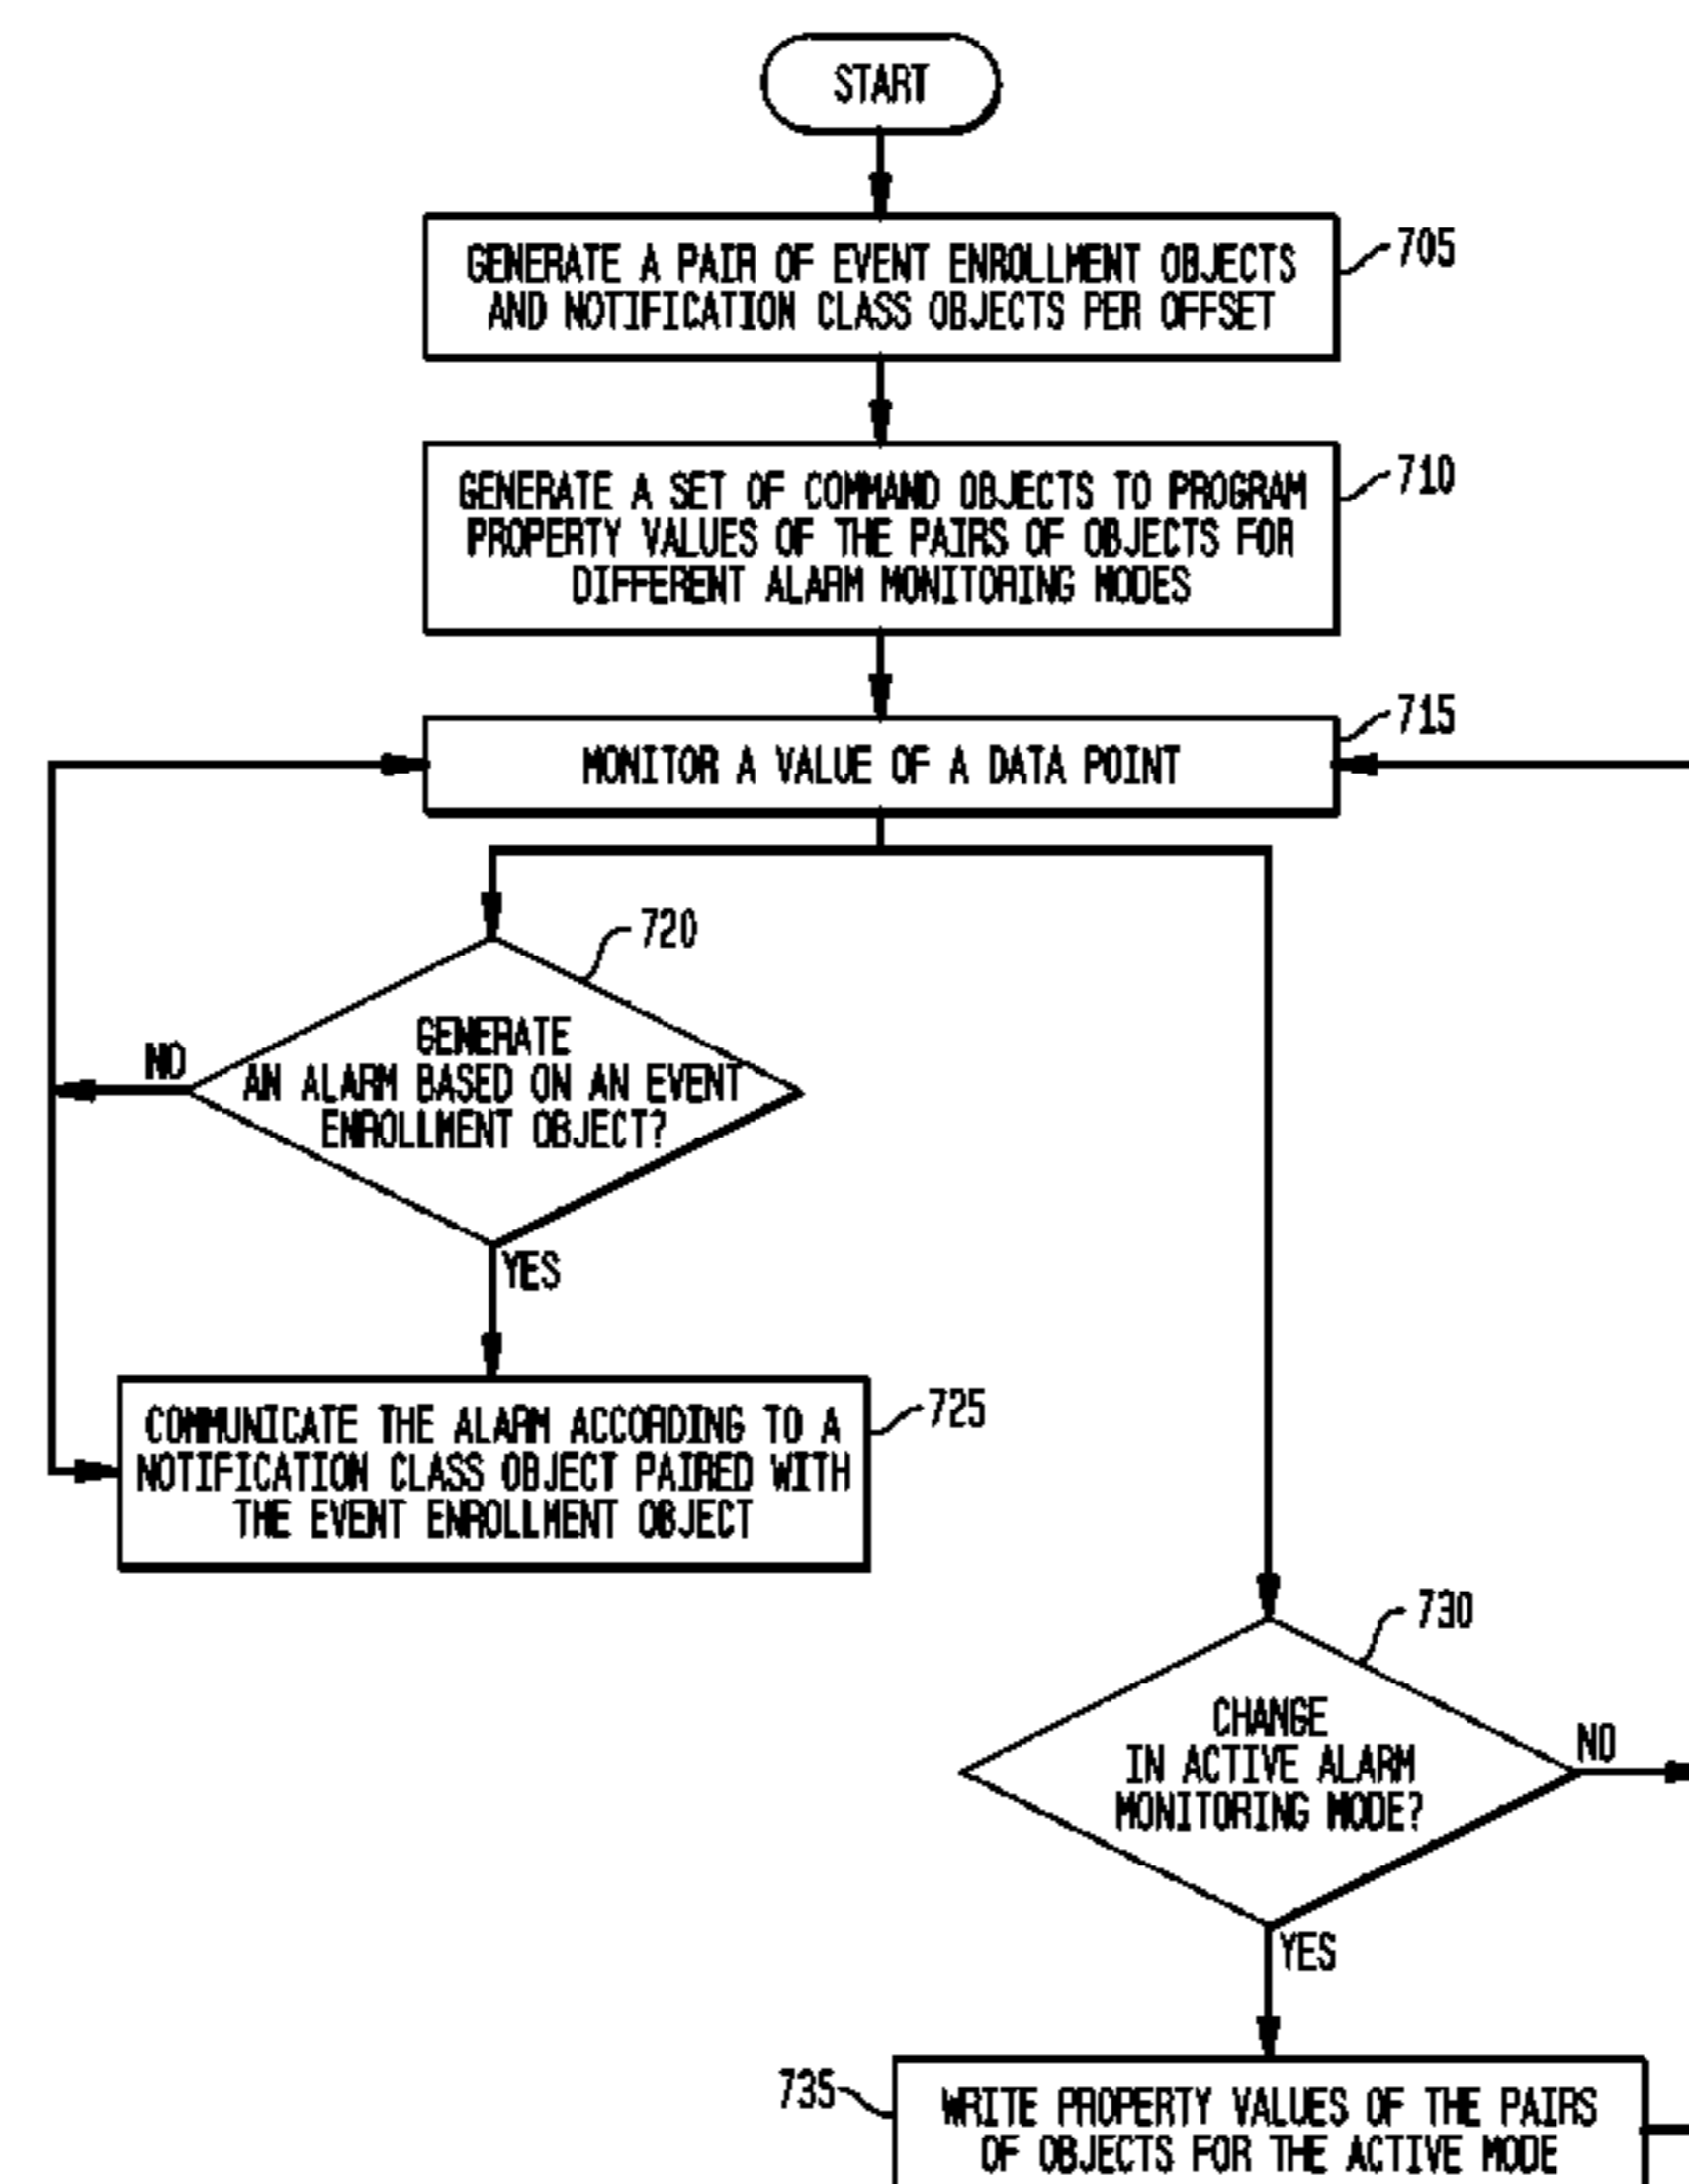 START
GENERATE A PAIR OF EVENT ENROLLMENT OBJECTS
AND NOTIFICATION CLASS OBJECTS PER OFFSET
705
GENERATE A SET OF COMMAND OBJECTS TO PROGRAM
PROPERTY VALUES OF THE PAIRS OF OBJECTS FOR
DIFFERENT ALARM MONITORING MODES
710
MONITOR A VALUE OF A DATA POINT
715
720
GENERATE
AN ALARM BASED ON AN EVENT
ENROLLMENT OBJECT?
NO
YES
COMMUNICATE THE ALARM ACCORDING TO A
NOTIFICATION CLASS OBJECT PAIRED WITH
THE EVENT ENROLLMENT OBJECT
725
730
CHANGE
IN ACTIVE ALARM
MONITORING MODE?
NO
YES
735
WRITE PROPERTY VALUES OF THE PAIRS
OF OBJECTS FOR THE ACTIVE MODE